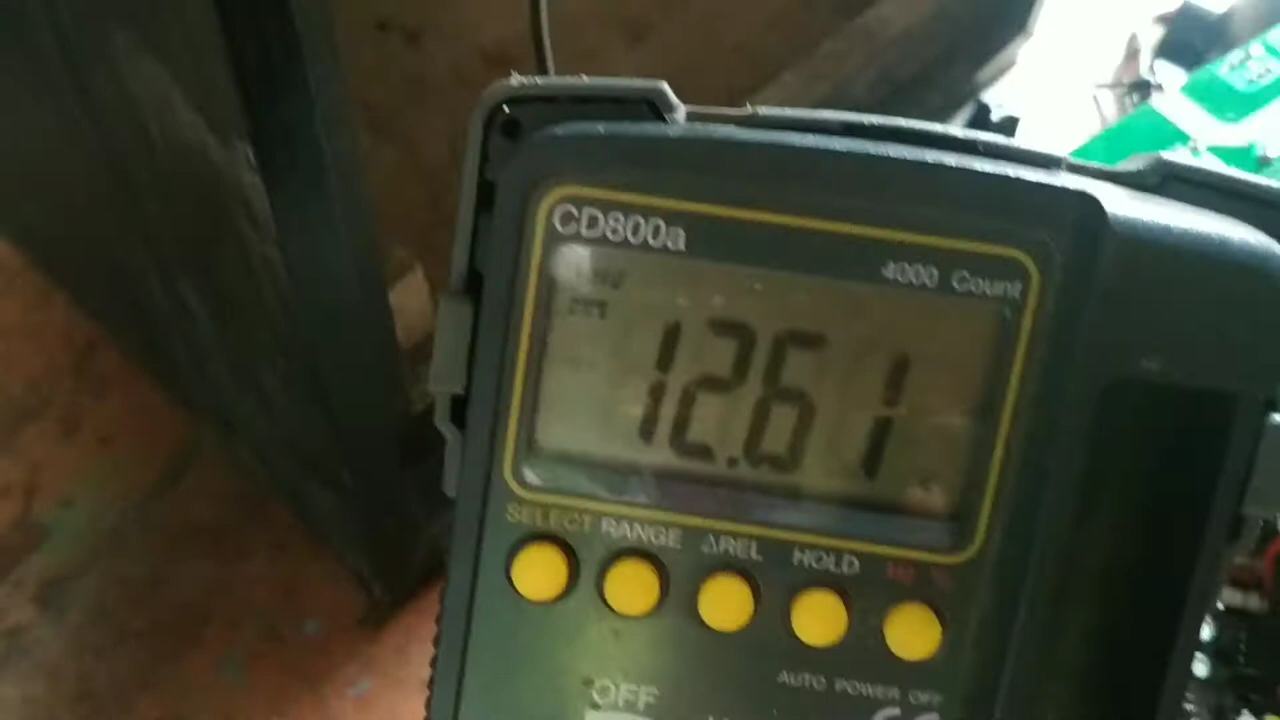 CD800a
4000 Count
12.61
SELECT RANGE ΔREL HOLD
AUTO POWER OFF
OFF